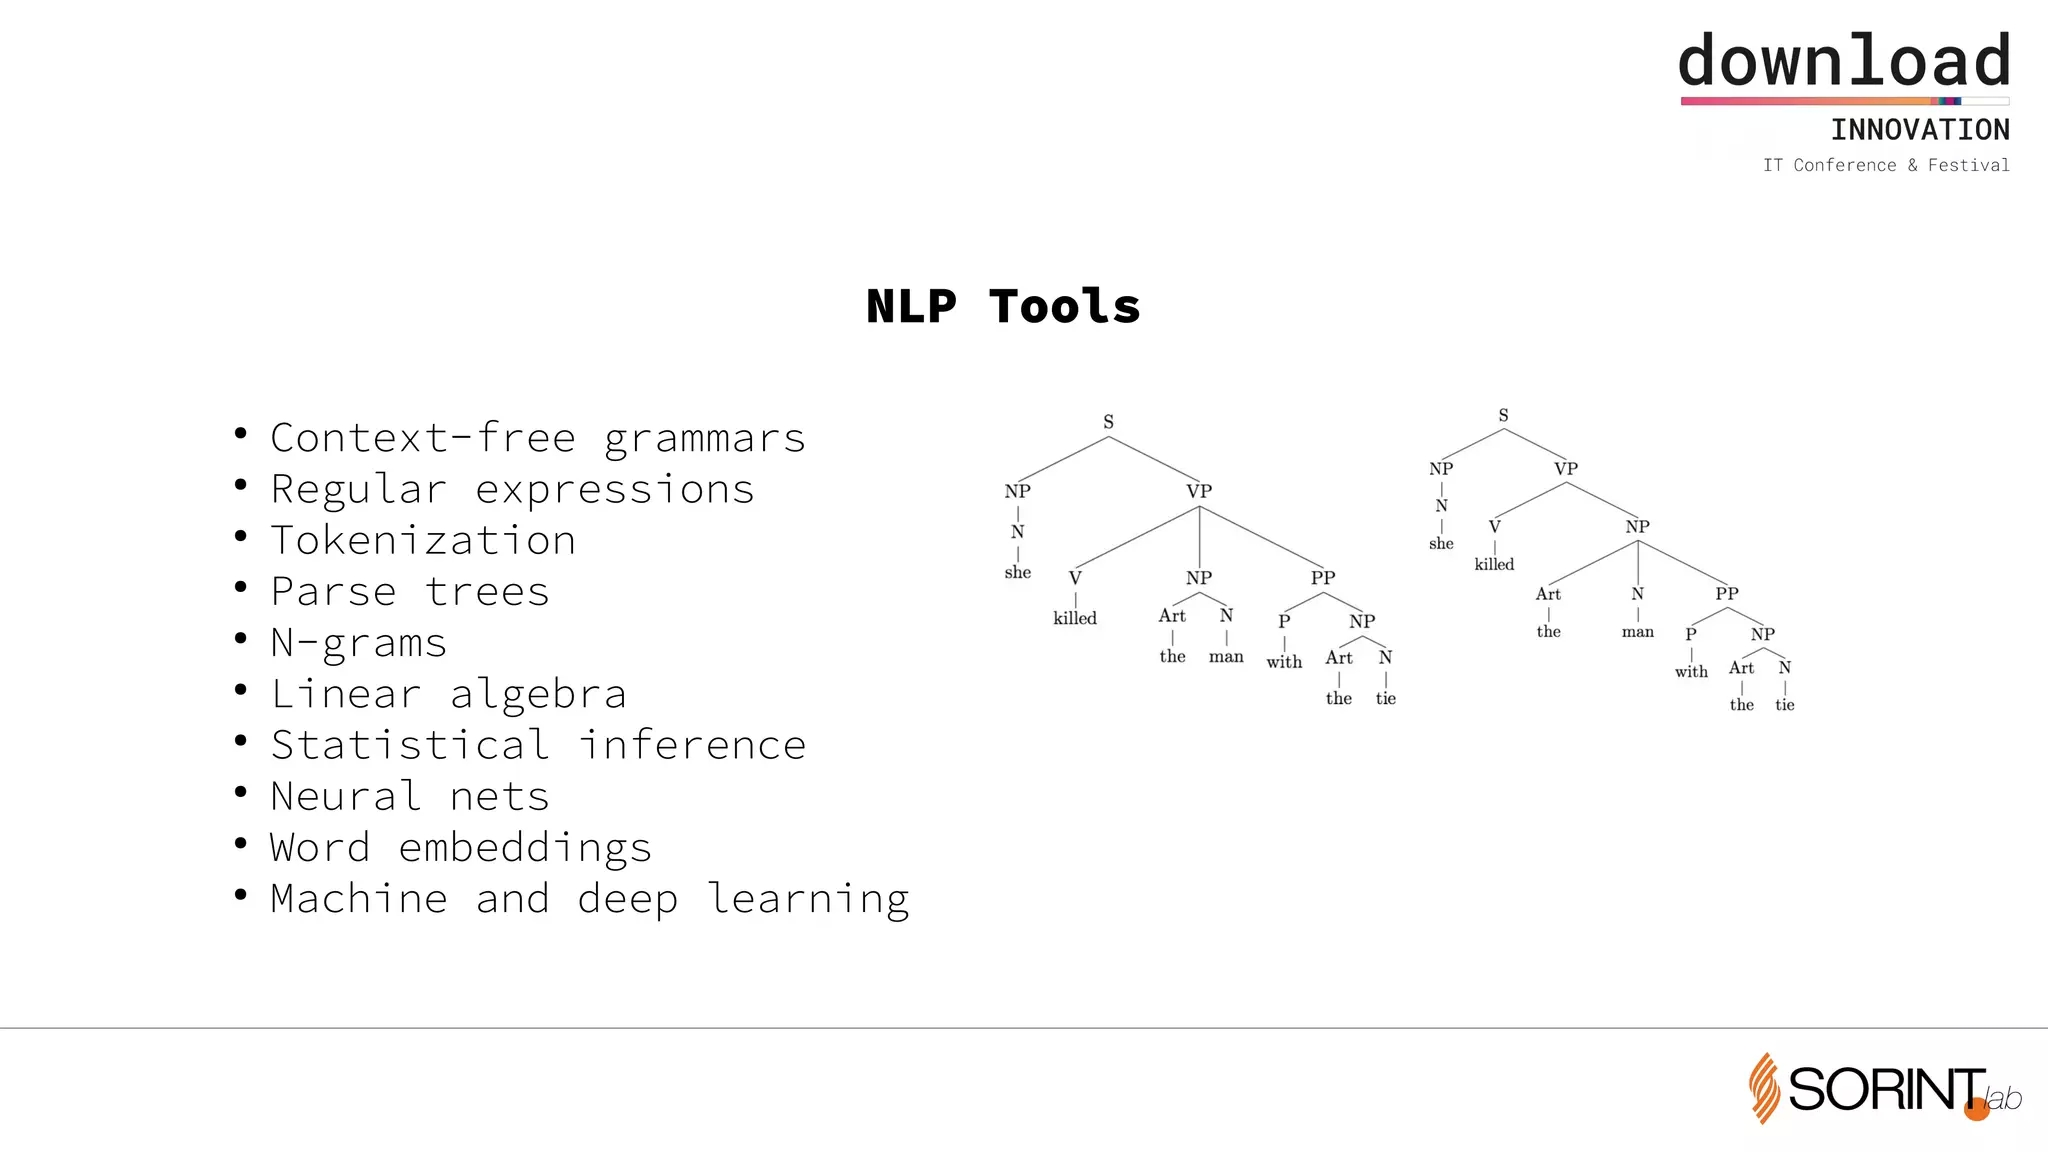 download
INNOVATION
IT Conference & Festival
NLP Tools
• Context-free grammars
• Regular expressions
• Tokenization
• Parse trees
• N-grams
• Linear algebra
• Statistical inference
• Neural nets
• Word embeddings
• Machine and deep learning
S
NP VP
N
she
V NP PP
killed
Art N P NP
the man with Art N
the tie
S
NP VP
N
she
V NP
killed
Art N PP
the man P NP
with Art N
the tie
SORINT.lab